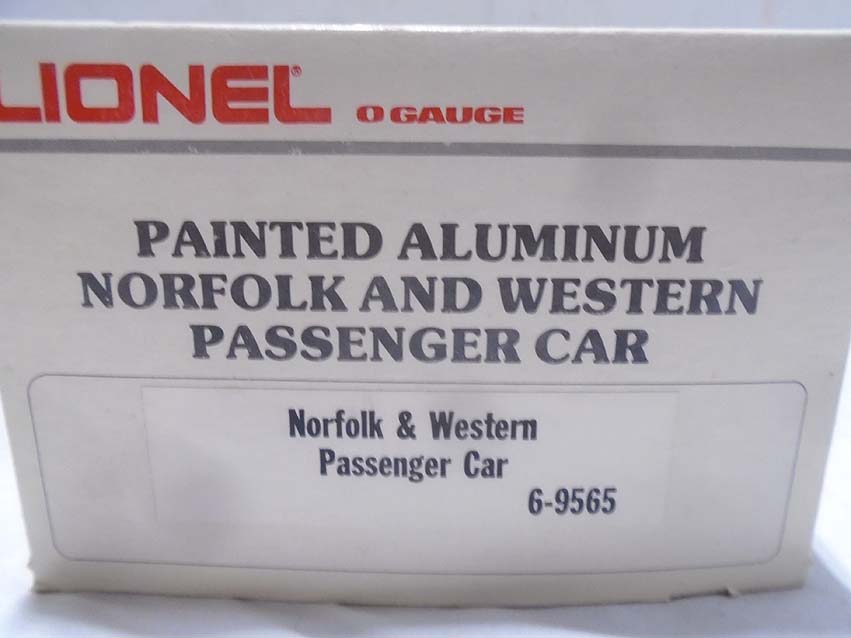 LIONEL® O GAUGE
PAINTED ALUMINUM
NORFOLK AND WESTERN
PASSENGER CAR
Norfolk & Western
Passenger Car
6-9565